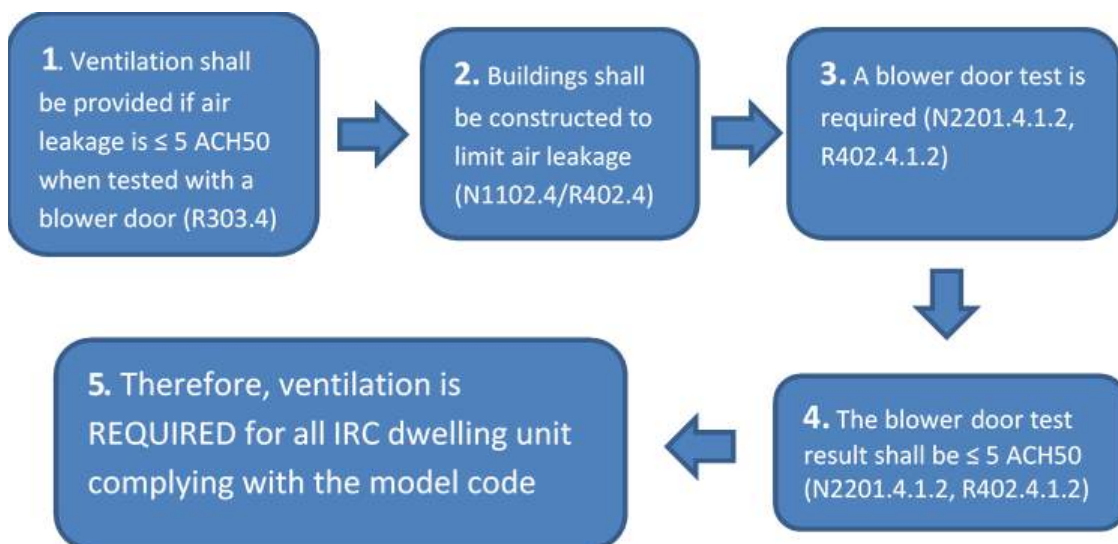 1. Ventilation shall
be provided if air
leakage is ≤ 5 ACH50
when tested with a
blower door (R303.4)
2. Buildings shall
be constructed to
limit air leakage
(N1102.4/R402.4)
3. A blower door test is
required (N2201.4.1.2,
R402.4.1.2)
4. The blower door test
result shall be ≤ 5 ACH50
(N2201.4.1.2, R402.4.1.2)
5. Therefore, ventilation is
REQUIRED for all IRC dwelling unit
complying with the model code